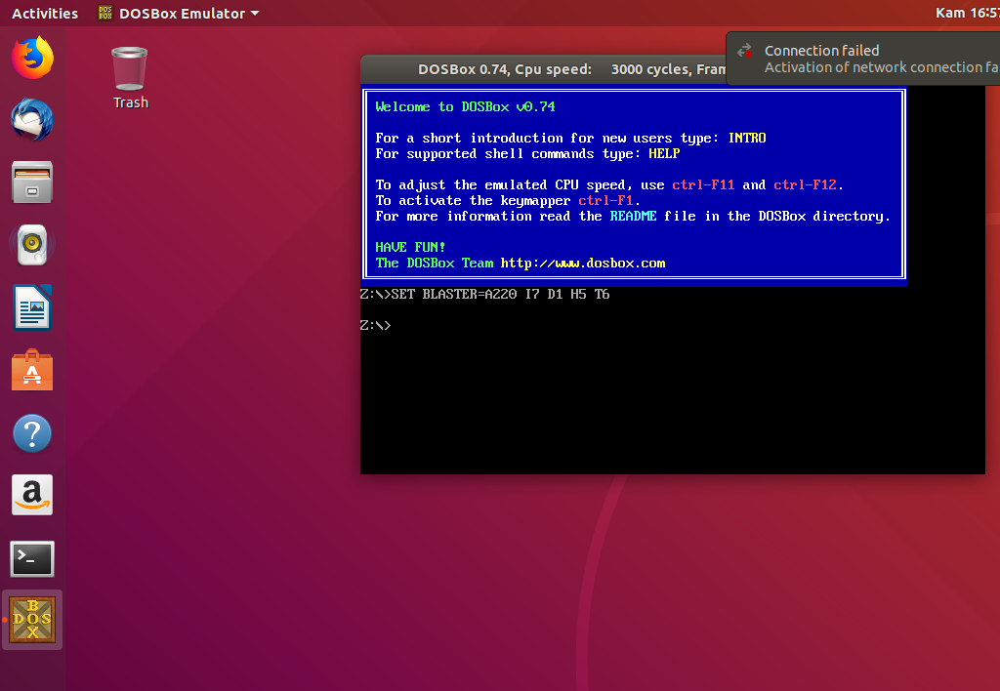 Activities
DOSBox Emulator
Kam 16:57
Connection failed
Activation of network connection fa
Trash
DOSBox 0.74, Cpu speed: 3000 cycles, Fram
Welcome to DOSBox v0.74
For a short introduction for new users type: INTRO
For supported shell commands type: HELP
To adjust the emulated CPU speed, use ctrl-F11 and ctrl-F12.
To activate the keymapper ctrl-F1.
For more information read the README file in the DOSBox directory.
HAVE FUN!
The DOSBox Team http://www.dosbox.com
Z:\>SET BLASTER=A220 I7 D1 H5 T6
Z:\>